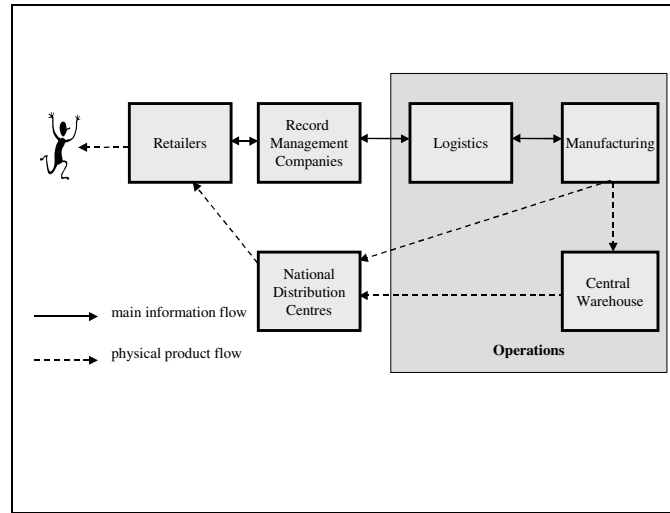 Retailers
Record
Management
Companies
Logistics
Manufacturing
National
Distribution
Centres
Central
Warehouse
main information flow
physical product flow
Operations